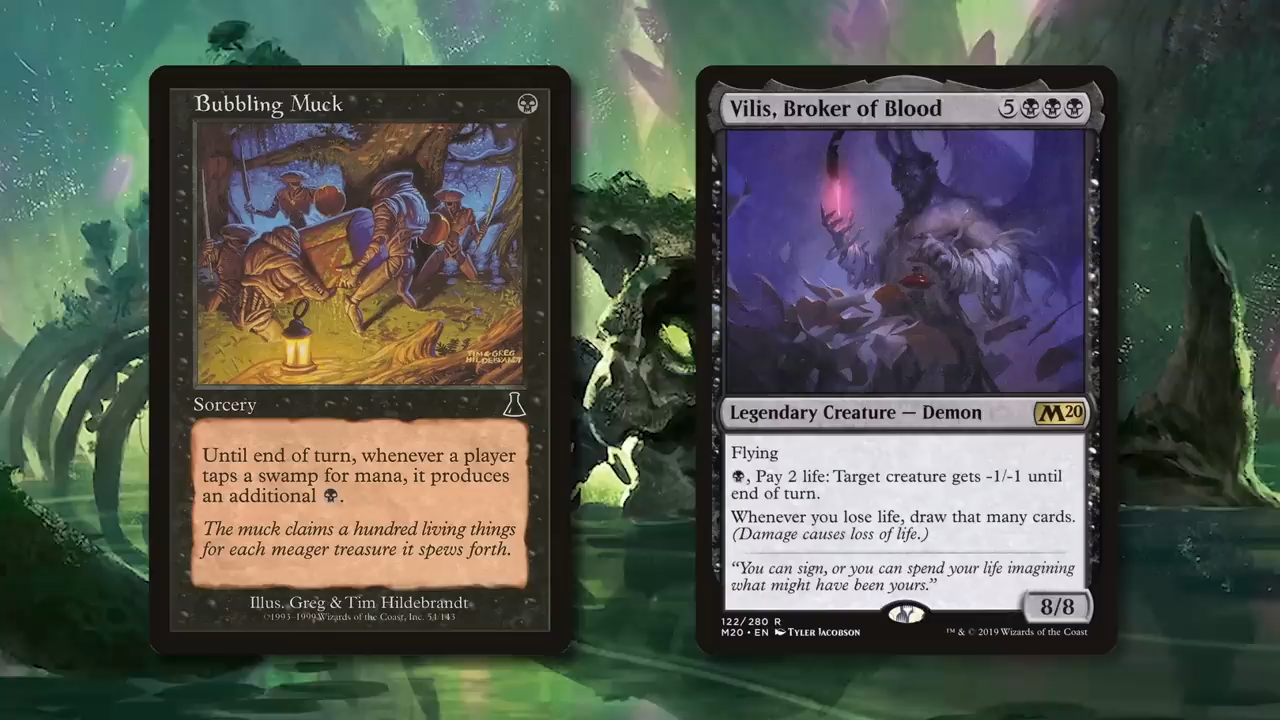 Bubbling Muck
TIM & GREG
HILDEBRANDT
Sorcery
Until end of turn, whenever a player
taps a swamp for mana, it produces
an additional .
The muck claims a hundred living things
for each meager treasure it spews forth.
Illus. Greg & Tim Hildebrandt
©1993–1999 Wizards of the Coast, Inc. 54/143
Vilis, Broker of Blood 5
Legendary Creature — Demon M20
Flying
, Pay 2 life: Target creature gets -1/-1 until
end of turn.
Whenever you lose life, draw that many cards.
(Damage causes loss of life.)
“You can sign, or you can spend your life imagining
what might have been yours.”
8/8
122/280 R
M20 • EN Tyler Jacobson
™ & © 2019 Wizards of the Coast